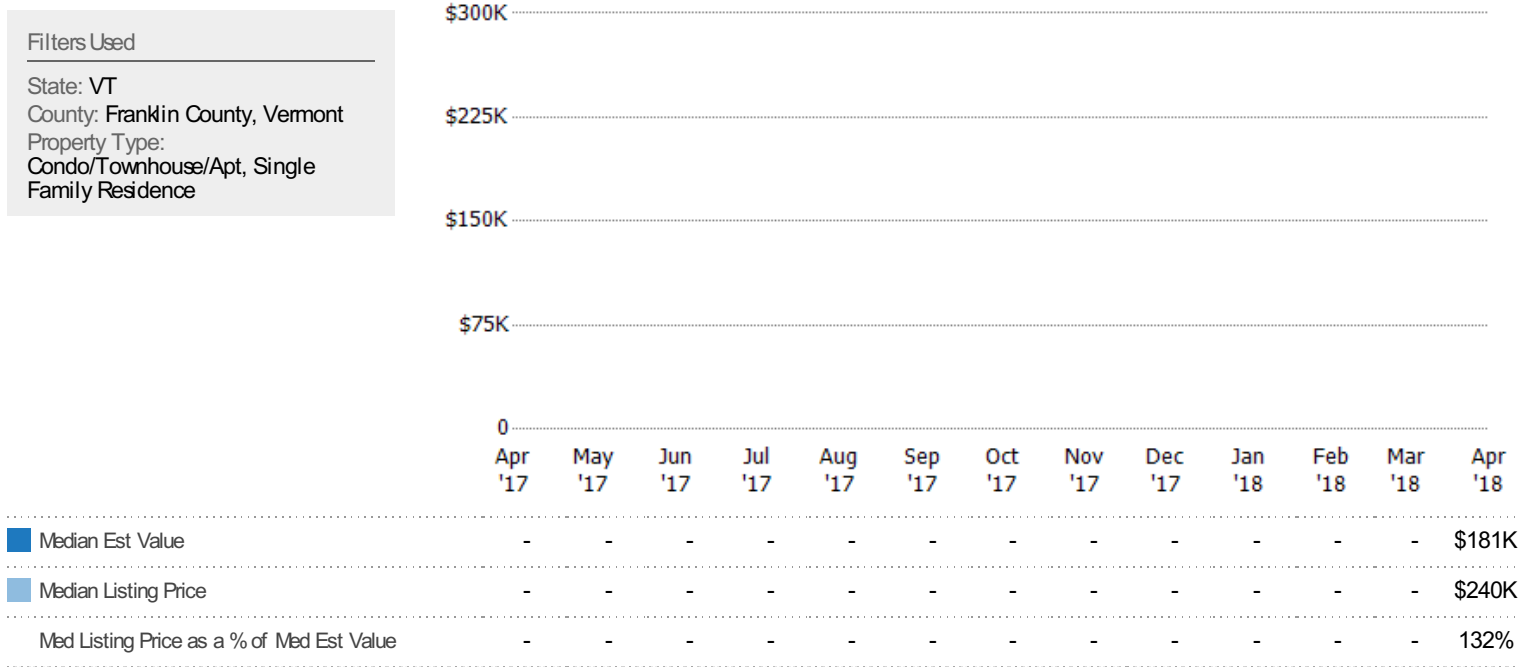 Filters Used
State: VT
County: Franklin County, Vermont
Property Type:
Condo/Townhouse/Apt, Single
Family Residence
$300K
$225K
$150K
$75K
0
Apr May Jun Jul Aug Sep Oct Nov Dec Jan Feb Mar Apr
'17 '17 '17 '17 '17 '17 '17 '17 '17 '18 '18 '18 '18
Median Est Value - - - - - - - - - - - - $181K
Median Listing Price - - - - - - - - - - - - $240K
Med Listing Price as a % of Med Est Value - - - - - - - - - - - - 132%